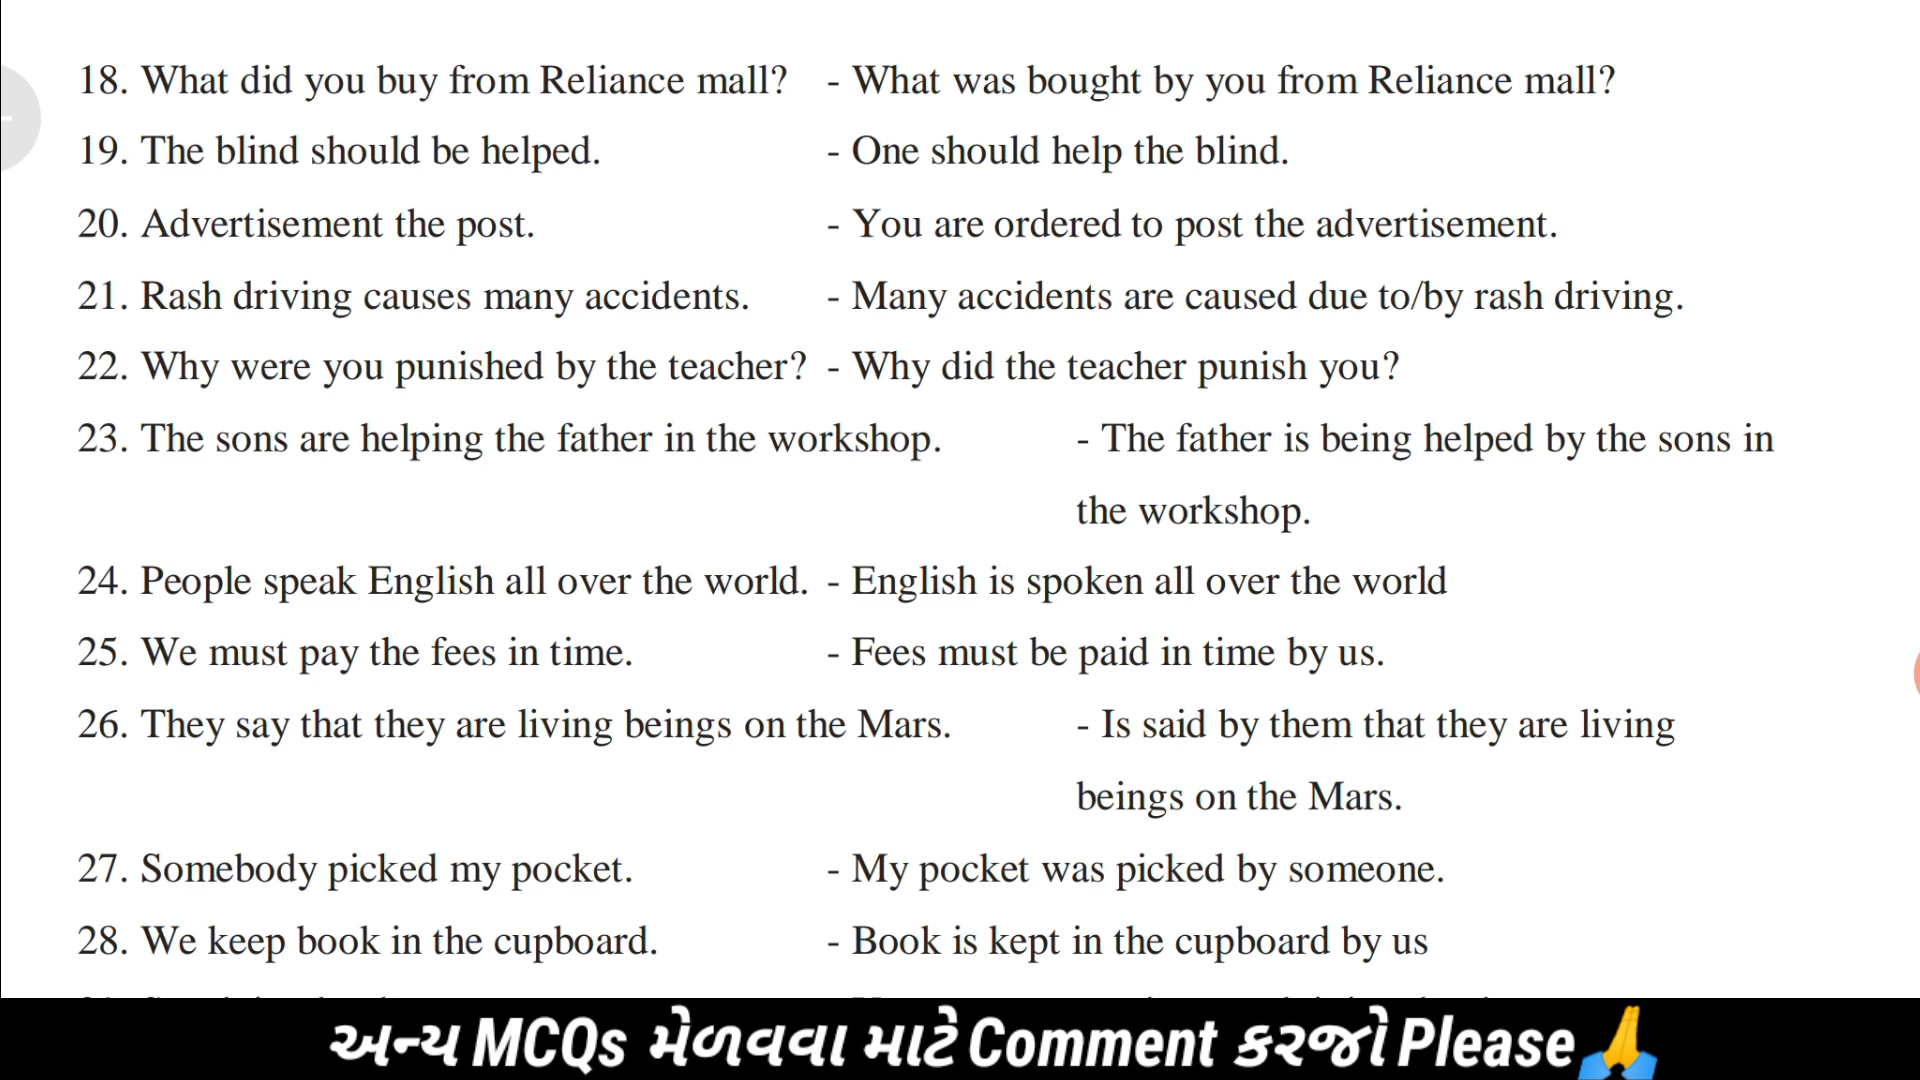 18. What did you buy from Reliance mall? - What was bought by you from Reliance mall?
19. The blind should be helped. - One should help the blind.
20. Advertisement the post. - You are ordered to post the advertisement.
21. Rash driving causes many accidents. - Many accidents are caused due to/by rash driving.
22. Why were you punished by the teacher? - Why did the teacher punish you?
23. The sons are helping the father in the workshop. - The father is being helped by the sons in
the workshop.
24. People speak English all over the world. - English is spoken all over the world
25. We must pay the fees in time. - Fees must be paid in time by us.
26. They say that they are living beings on the Mars. - Is said by them that they are living
beings on the Mars.
27. Somebody picked my pocket. - My pocket was picked by someone.
28. We keep book in the cupboard. - Book is kept in the cupboard by us
અન્ય MCQs મેળવવા માટે Comment કરજો Please🙏